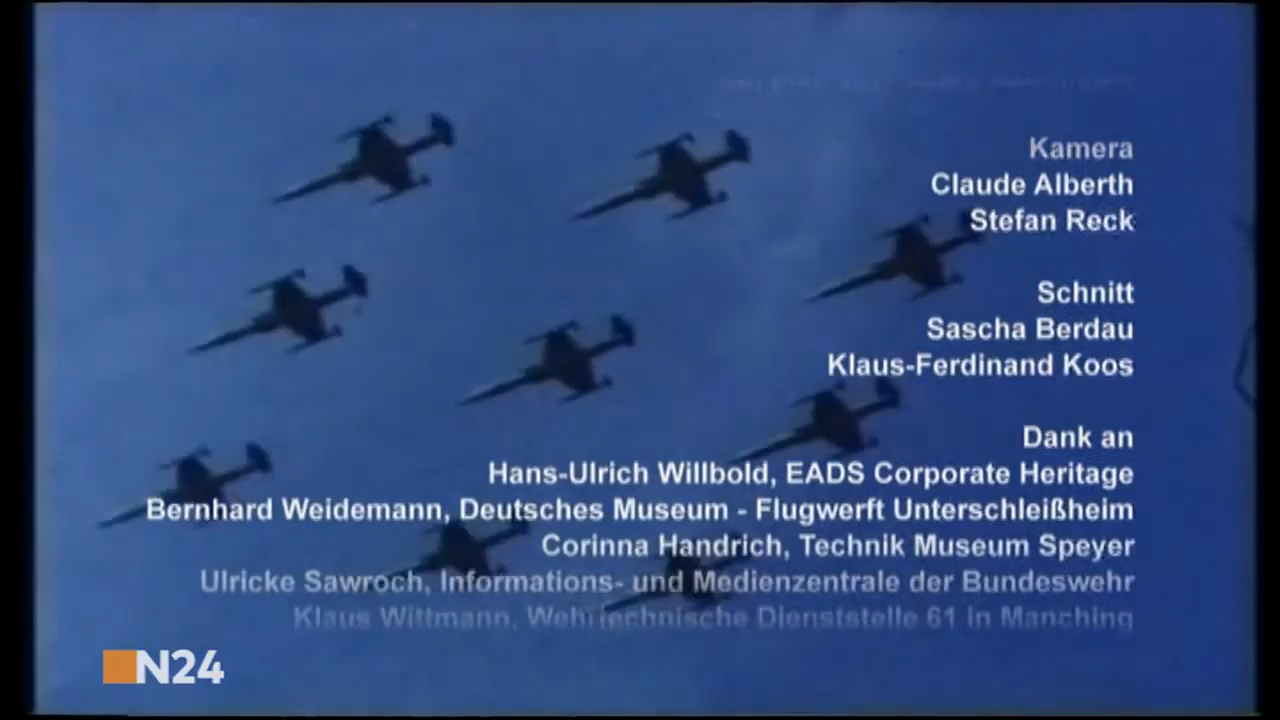 Kamera
Claude Alberth
Stefan Reck
Schnitt
Sascha Berdau
Klaus-Ferdinand Koos
Dank an
Hans-Ulrich Willbold, EADS Corporate Heritage
Bernhard Weidemann, Deutsches Museum - Flugwerft Unterschleißheim
Corinna Handrich, Technik Museum Speyer
Ulricke Sawroch, Informations- und Medienzentrale der Bundeswehr
Klaus Wittmann, Wehrtechnische Dienststelle 61 in Manching
N24